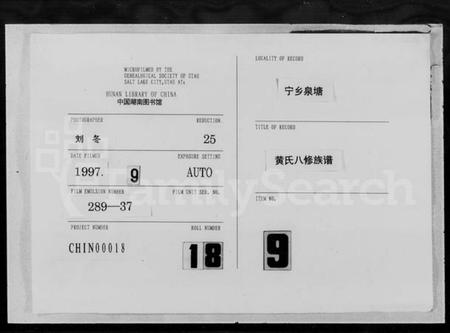 MICROFILMED BY THE
GENEALOGICAL SOCIETY OF UTAH
SALT LAKE CITY, UTAH
HUNAN LIBRARY OF CHINA
中国湖南图书馆
PHOTOGRAPHER REDUCTION
刘冬 25
DATE FILMED EXPOSURE SETTING
1997. 9 AUTO
FILM EMULSION NUMBER FILM UNIT SER. NO.
289—37
PROJECT NUMBER ROLL NUMBER
CHIN00018 18
LOCALITY OF RECORD
宁乡泉塘
TITLE OF RECORD
黄氏八修族谱
ITEM NO.
9
FamilySearch